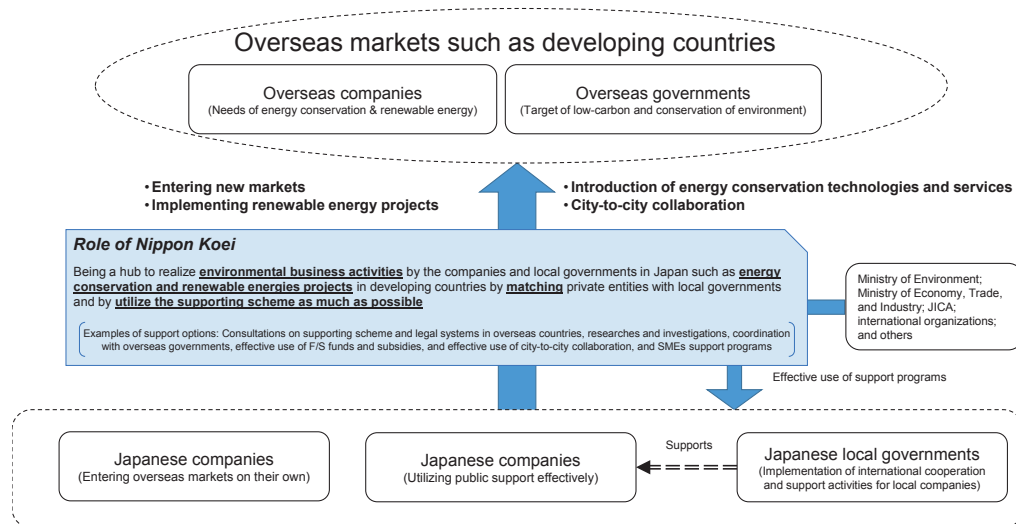 Overseas markets such as developing countries
Overseas companies
(Needs of energy conservation & renewable energy)
Overseas governments
(Target of low-carbon and conservation of environment)
•Entering new markets
•Implementing renewable energy projects
•Introduction of energy conservation technologies and services
•City-to-city collaboration
Role of Nippon Koei
Being a hub to realize environmental business activities by the companies and local governments in Japan such as energy
conservation and renewable energies projects in developing countries by matching private entities with local governments
and by utilize the supporting scheme as much as possible
Examples of support options: Consultations on supporting scheme and legal systems in overseas countries, researches and investigations, coordination
with overseas governments, effective use of F/S funds and subsidies, and effective use of city-to-city collaboration, and SMEs support programs
Ministry of Environment;
Ministry of Economy, Trade,
and Industry; JICA;
international organizations;
and others
Effective use of support programs
Japanese companies
(Entering overseas markets on their own)
Japanese companies
(Utilizing public support effectively)
Supports
Japanese local governments
(Implementation of international cooperation
and support activities for local companies)